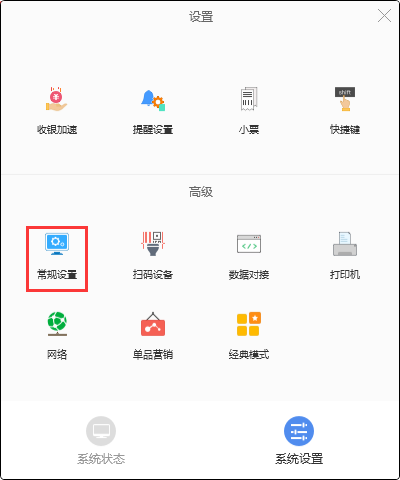 设置
收银加速
提醒设置
小票
shift
快捷键
高级
常规设置
扫码设备
数据对接
打印机
网络
单品营销
经典模式
系统状态
系统设置